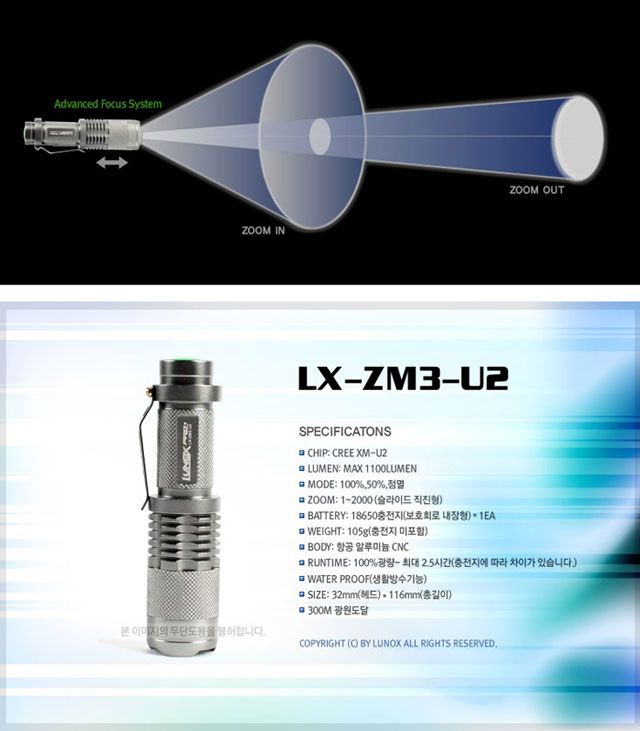 Advanced Focus System
ZOOM OUT
ZOOM IN
LX-ZM3-U2
SPECIFICATONS
CHIP: CREE XM-U2
LUMEN: MAX 1100LUMEN
MODE: 100%,50%,점멸
ZOOM: 1~2000 (슬라이드 직진형)
BATTERY: 18650충전지(보호회로 내장형) * 1EA
WEIGHT: 105g(충전지 미포함)
BODY: 항공 알루미늄 CNC
RUNTIME: 100%광량- 최대 2.5시간(충전지에 따라 차이가 있습니다.)
WATER PROOF(생활방수기능)
SIZE: 32mm(헤드) * 116mm(총길이)
300M 광원도달
본 이미지의 무단도용을 불허합니다.
COPYRIGHT (C) BY LUNOX ALL RIGHTS RESERVED.
LUNOX